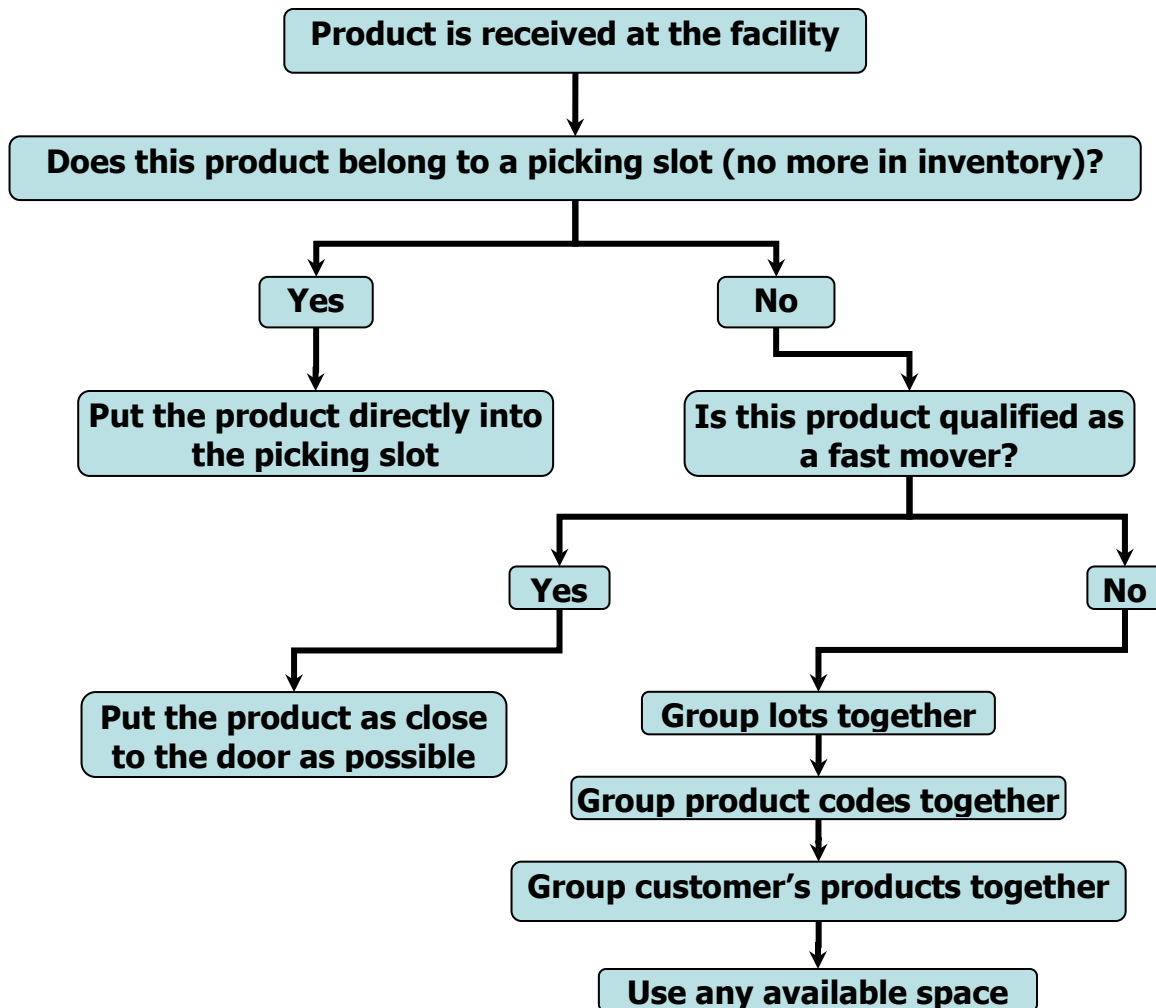 Product is received at the facility
Does this product belong to a picking slot (no more in inventory)?
Yes
No
Put the product directly into
the picking slot
Is this product qualified as
a fast mover?
Yes
No
Put the product as close
to the door as possible
Group lots together
Group product codes together
Group customer’s products together
Use any available space